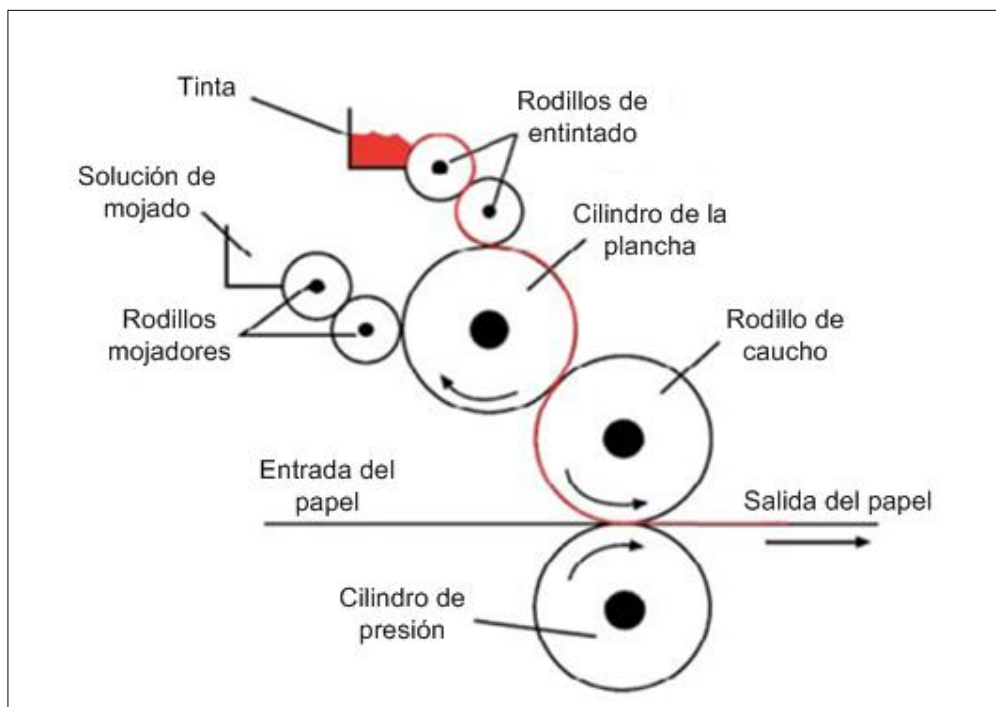 Tinta
Rodillos de
entintado
Solución de
mojado
Cilindro de la
plancha
Rodillos
mojadores
Rodillo de
caucho
Entrada del
papel
Salida del papel
Cilindro de
presión